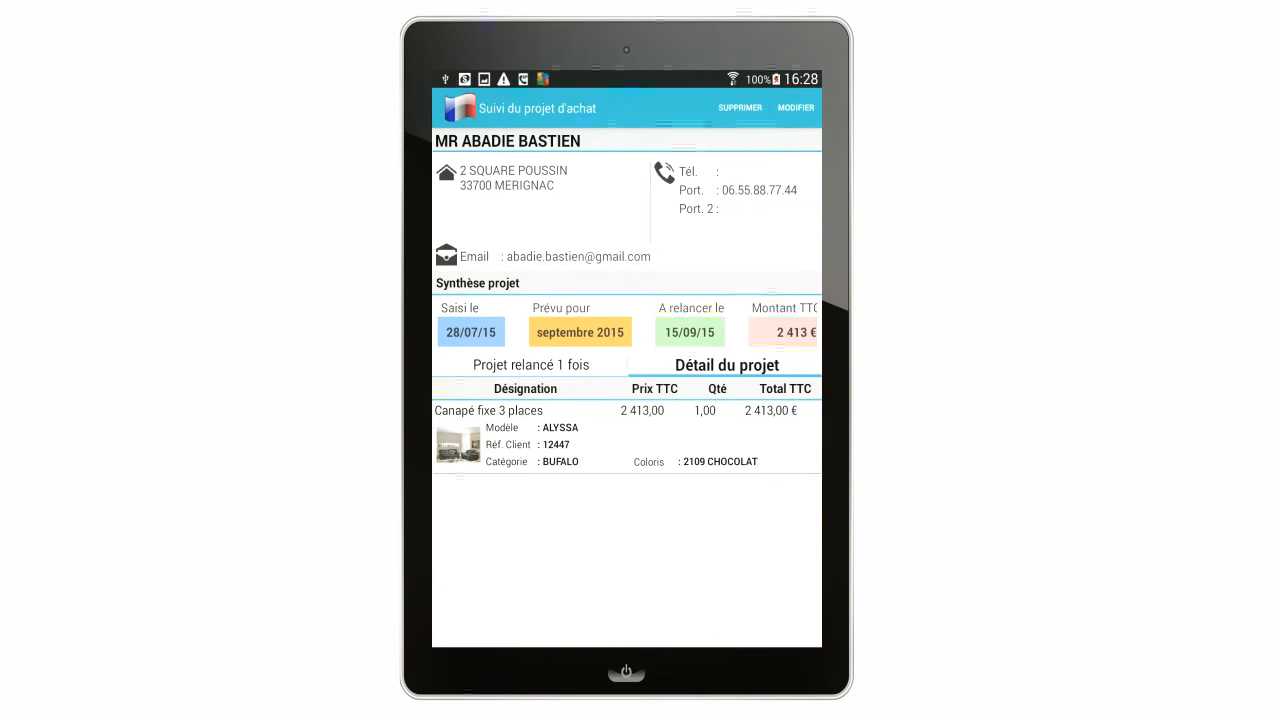 100% 16:28
Suivi du projet d'achat SUPPRIMER MODIFIER
MR ABADIE BASTIEN
2 SQUARE POUSSIN
33700 MERIGNAC
Tél. :
Port. : 06.55.88.77.44
Port. 2 :
Email : abadie.bastien@gmail.com
Synthèse projet
Saisi le Prévu pour A relancer le Montant TTC
28/07/15 septembre 2015 15/09/15 2 413 €
Projet relancé 1 fois Détail du projet
Désignation Prix TTC Qté Total TTC
Canapé fixe 3 places 2 413,00 1,00 2 413,00 €
Modèle : ALYSSA
Réf. Client : 12447
Catégorie : BUFALO Coloris : 2109 CHOCOLAT